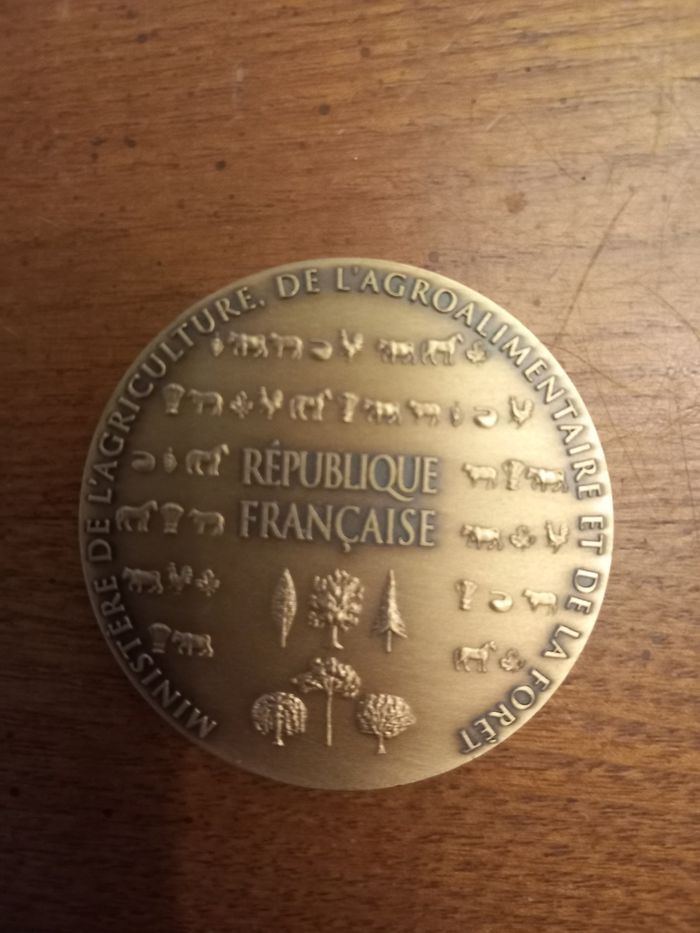 MINISTÈRE DE L'AGRICULTURE, DE L'AGROALIMENTAIRE ET DE LA FORÊT
RÉPUBLIQUE
FRANÇAISE